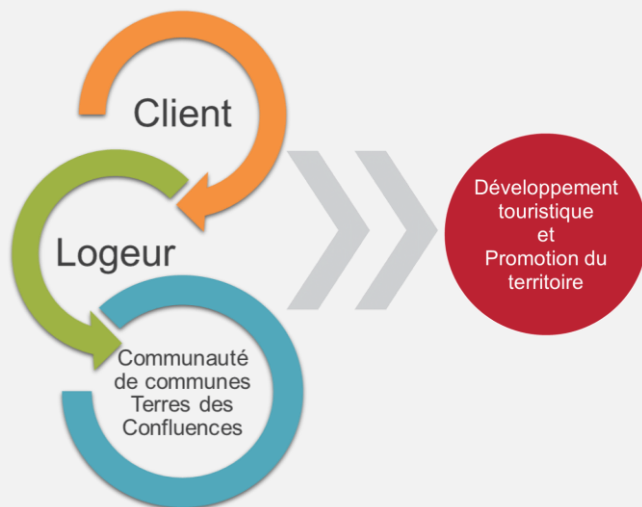 Client
Logeur
Communauté
de communes
Terres des
Confluences
Développement
touristique
et
Promotion du
territoire